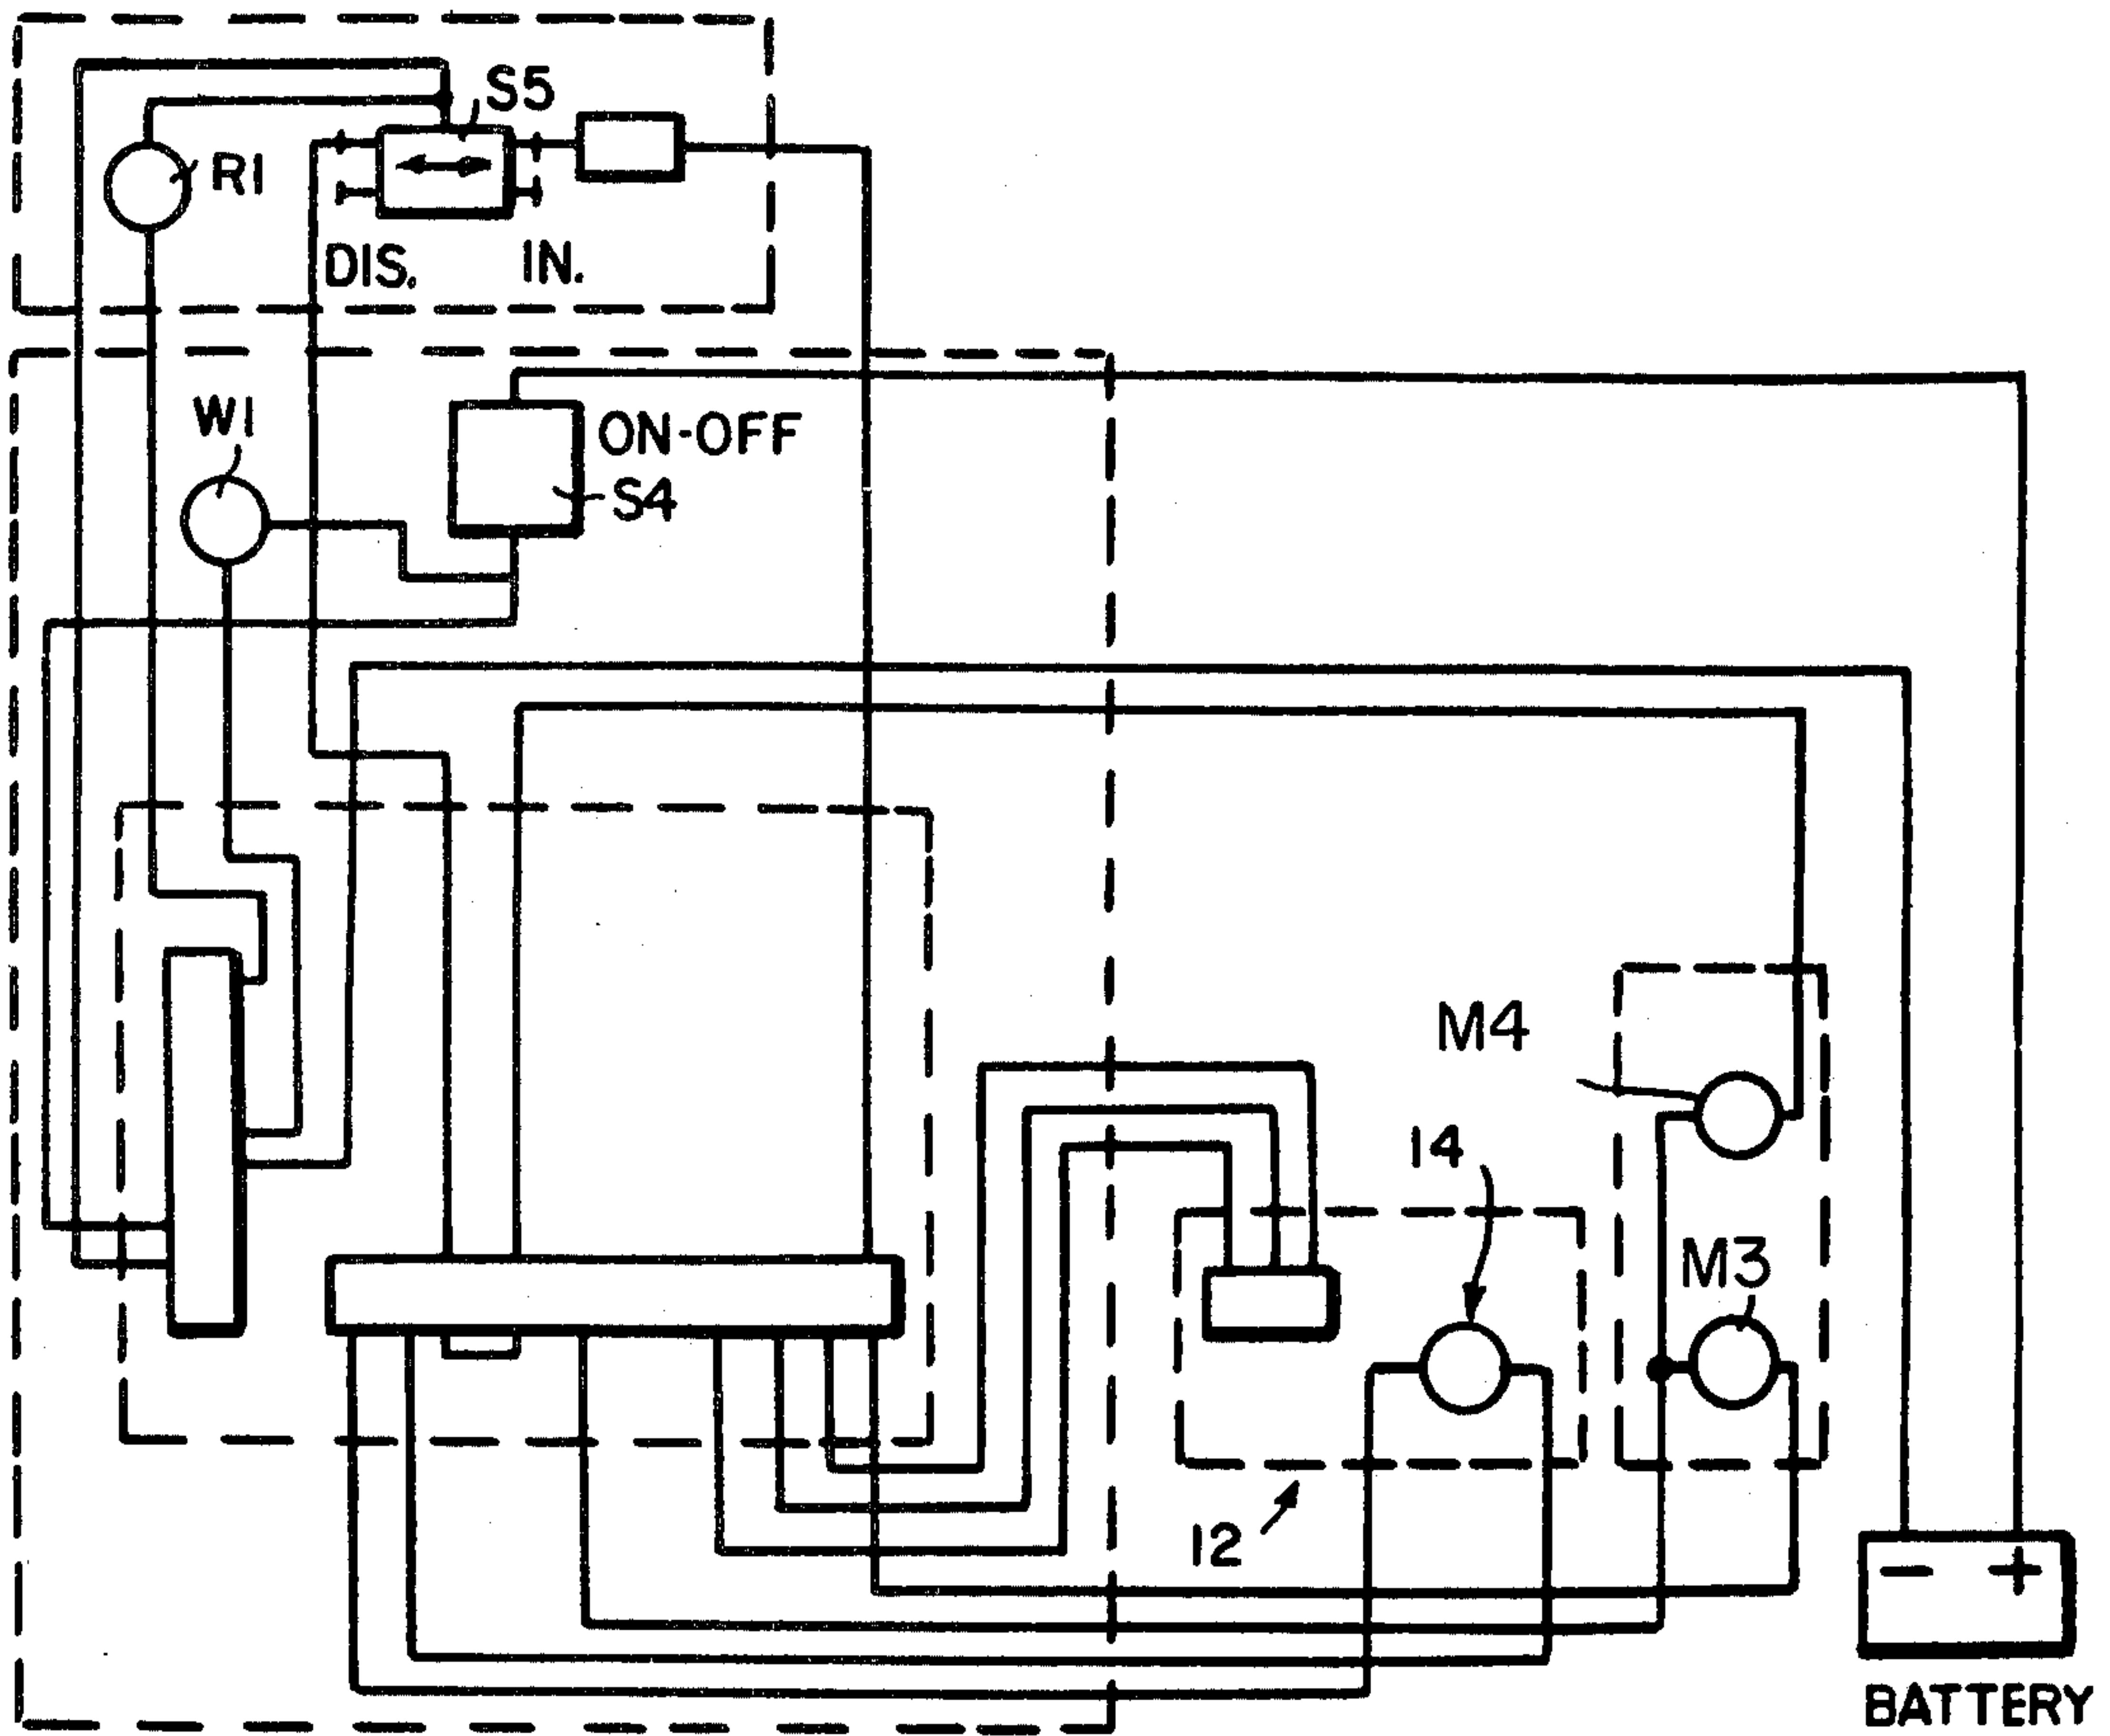 S5
R1
DIS.
IN.
W1
ON-OFF
S4
M4
14
M3
12
− +
BATTERY